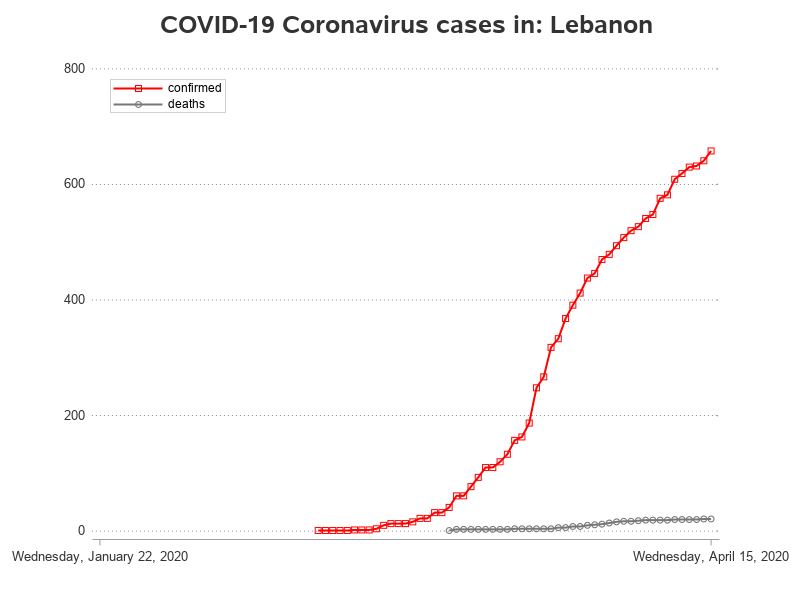 COVID-19 Coronavirus cases in: Lebanon
800
confirmed
deaths
600
400
200
0
Wednesday, January 22, 2020 Wednesday, April 15, 2020